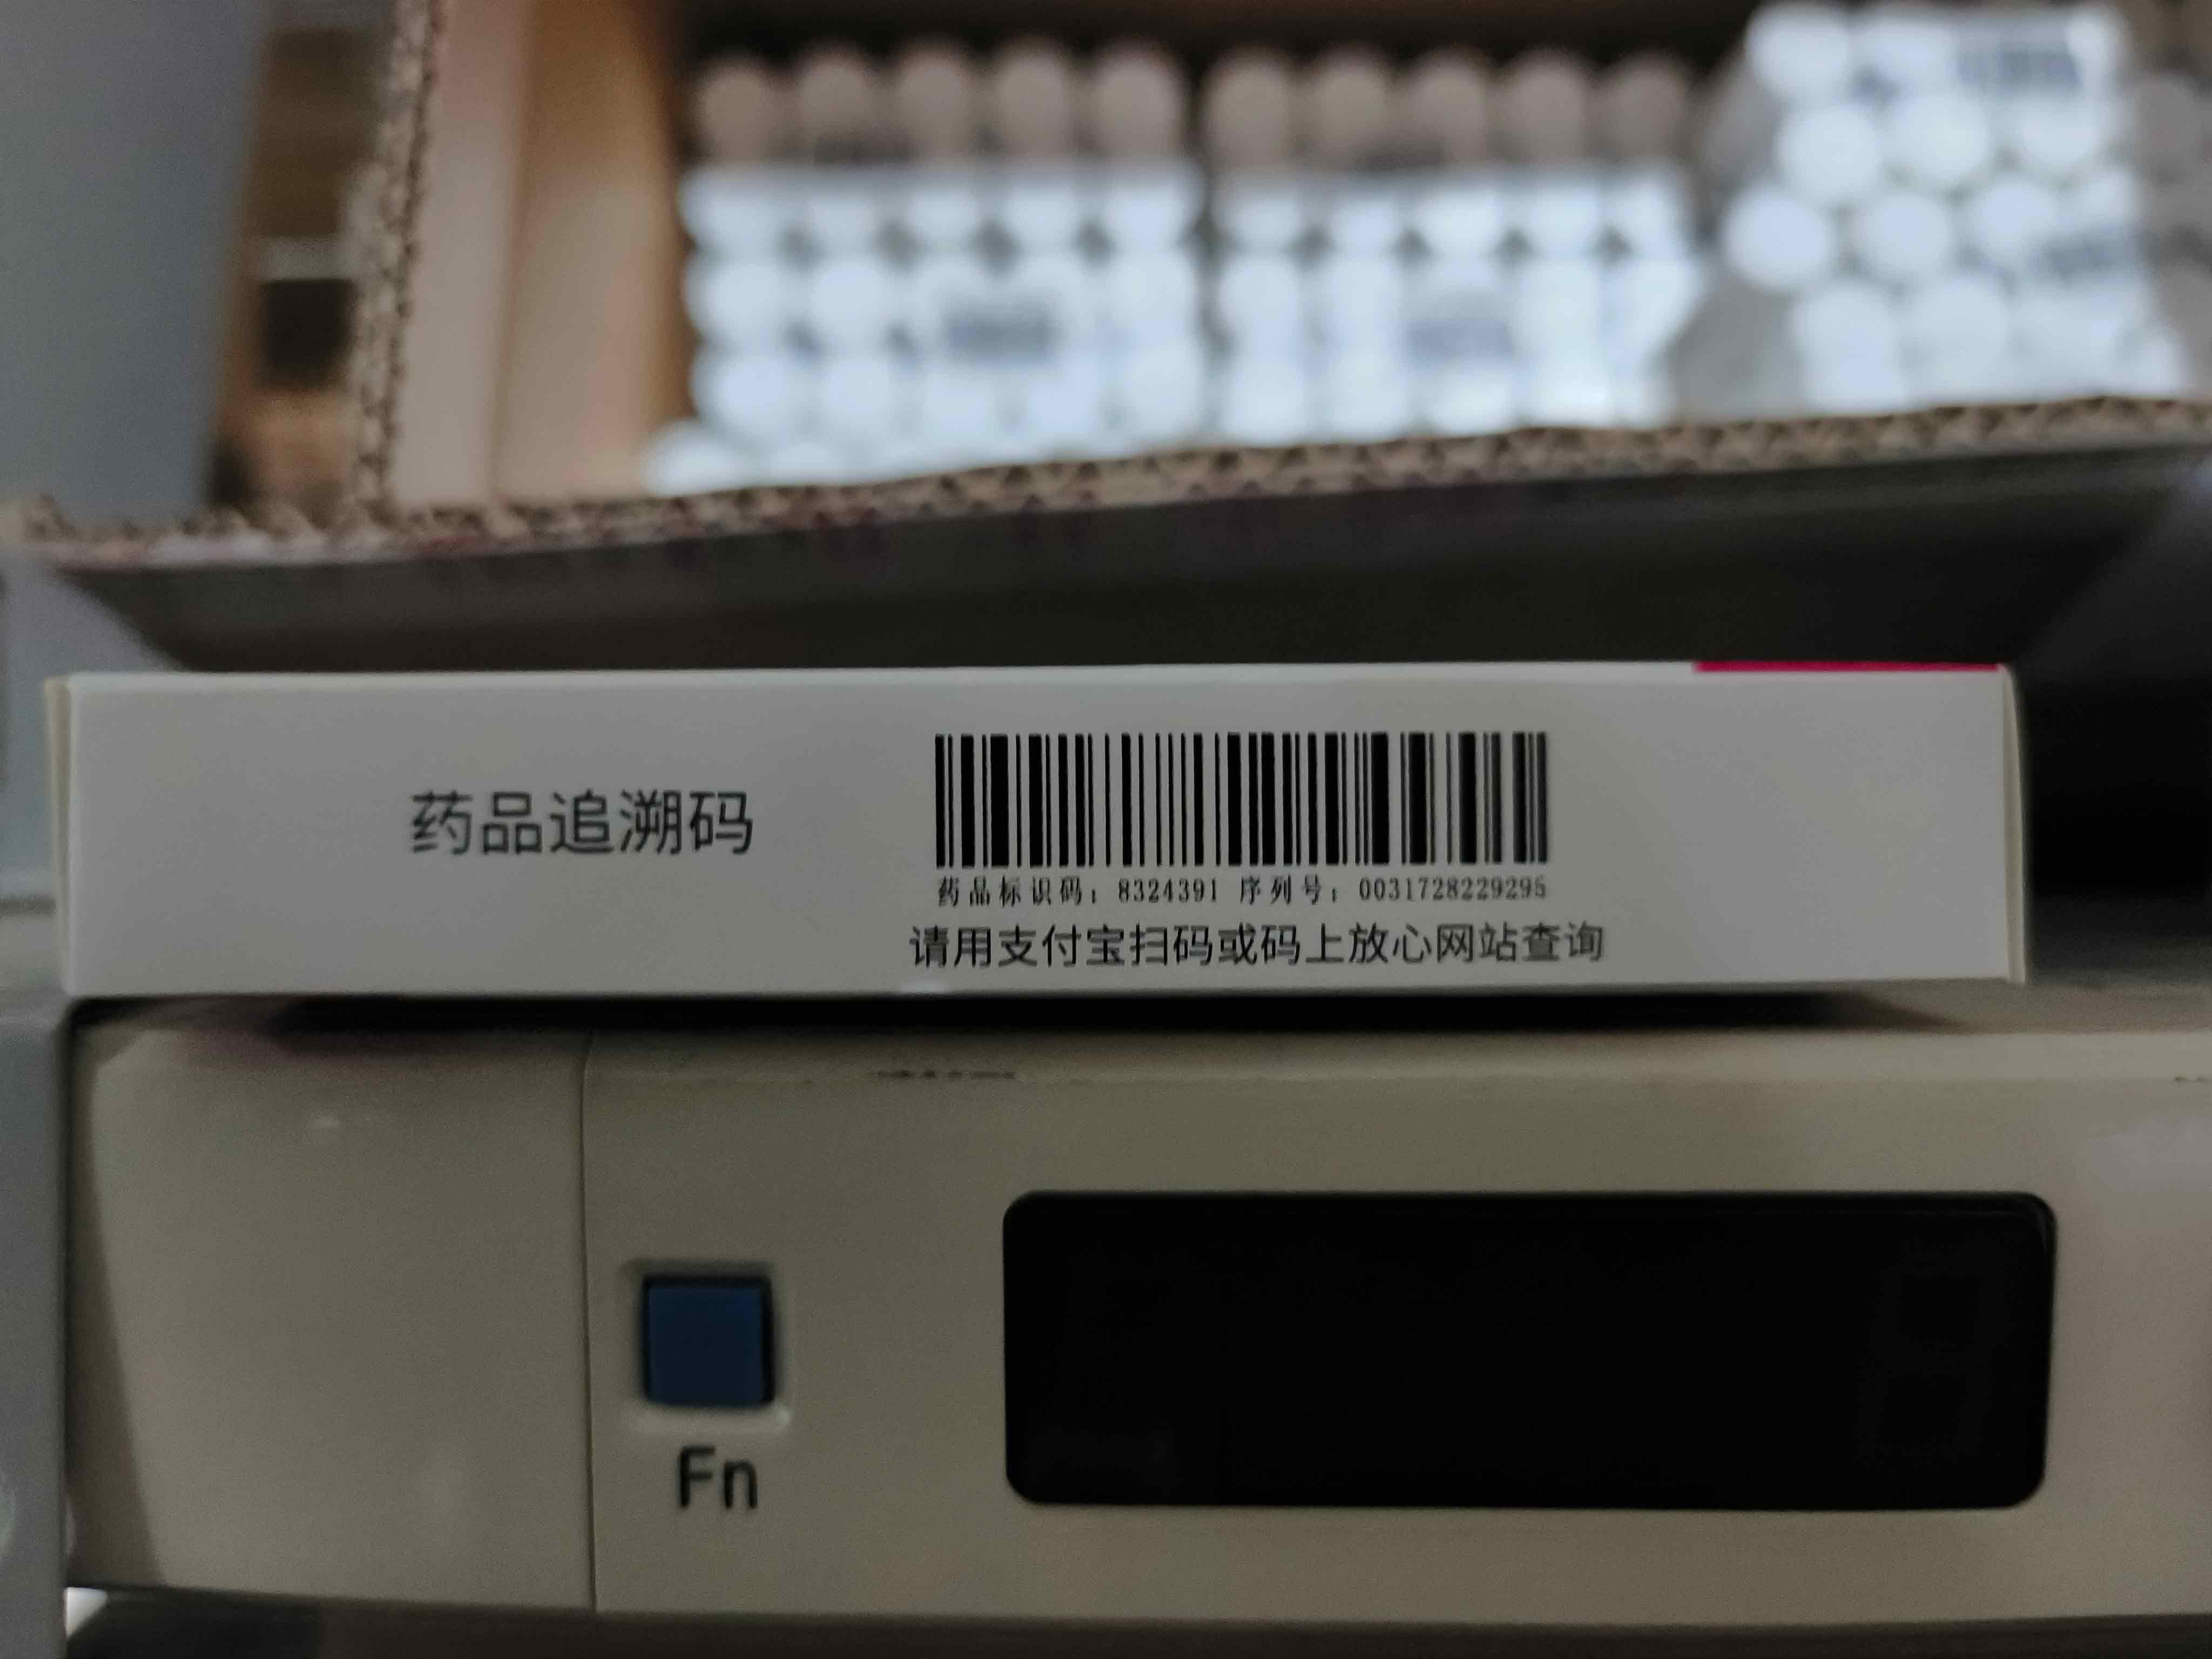 药品追溯码
药品标识码：8324391 序列号：0031728229295
请用支付宝扫码或码上放心网站查询
Fn